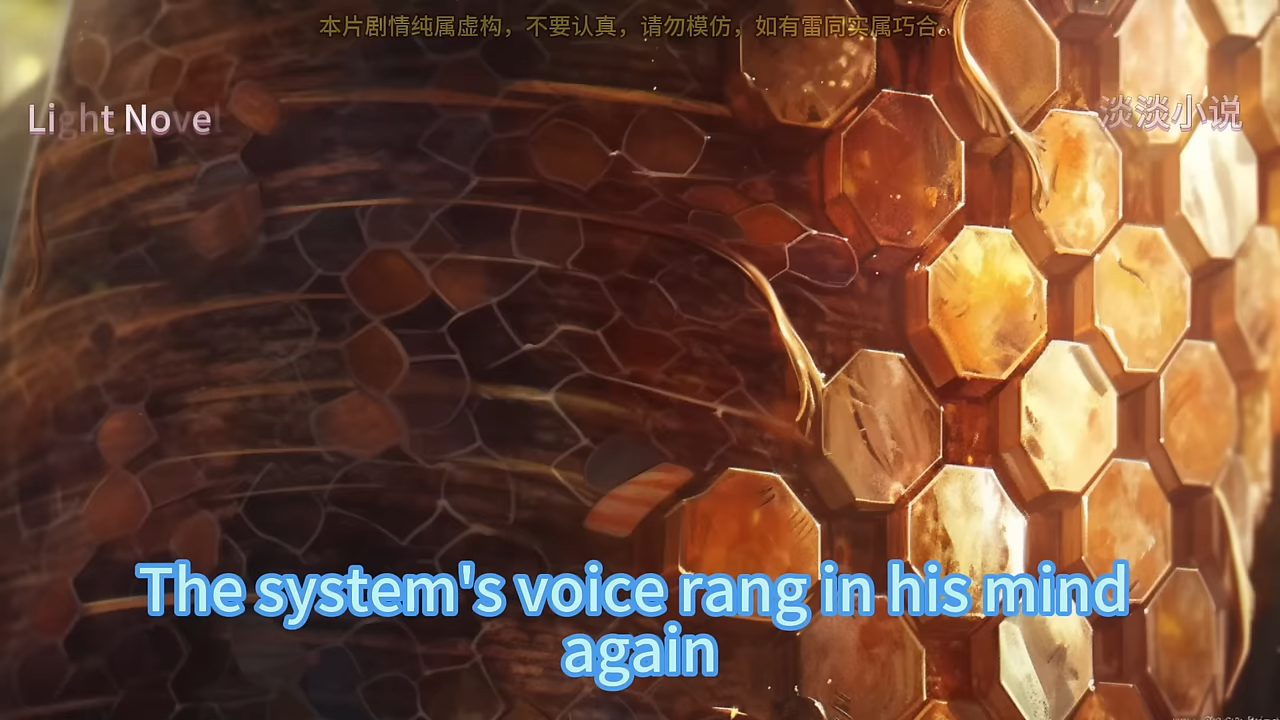 本片剧情纯属虚构，不要认真，请勿模仿，如有雷同实属巧合。
Light Novel
淡淡小说
The system's voice rang in his mind
again